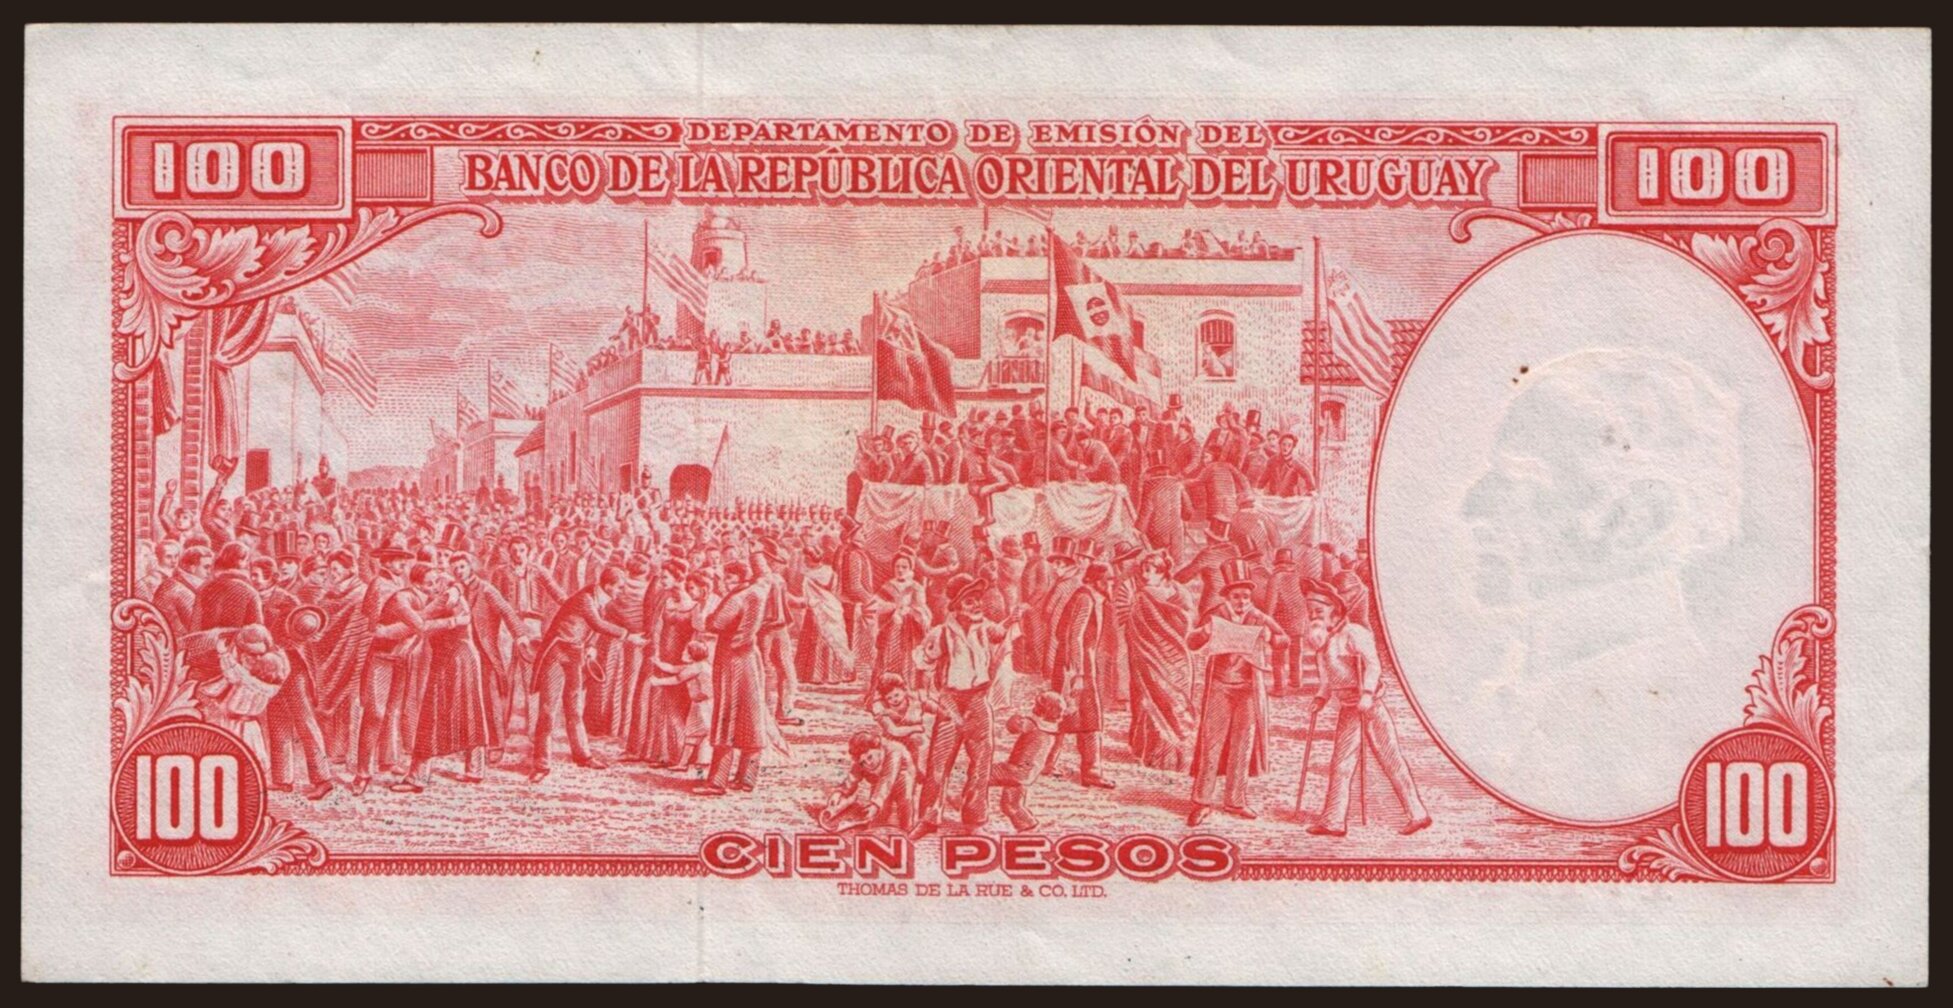 100
DEPARTAMENTO DE EMISIÓN DEL
BANCO DE LA REPÚBLICA ORIENTAL DEL URUGUAY
100
100
CIEN PESOS
100
THOMAS DE LA RUE & CO. LTD.